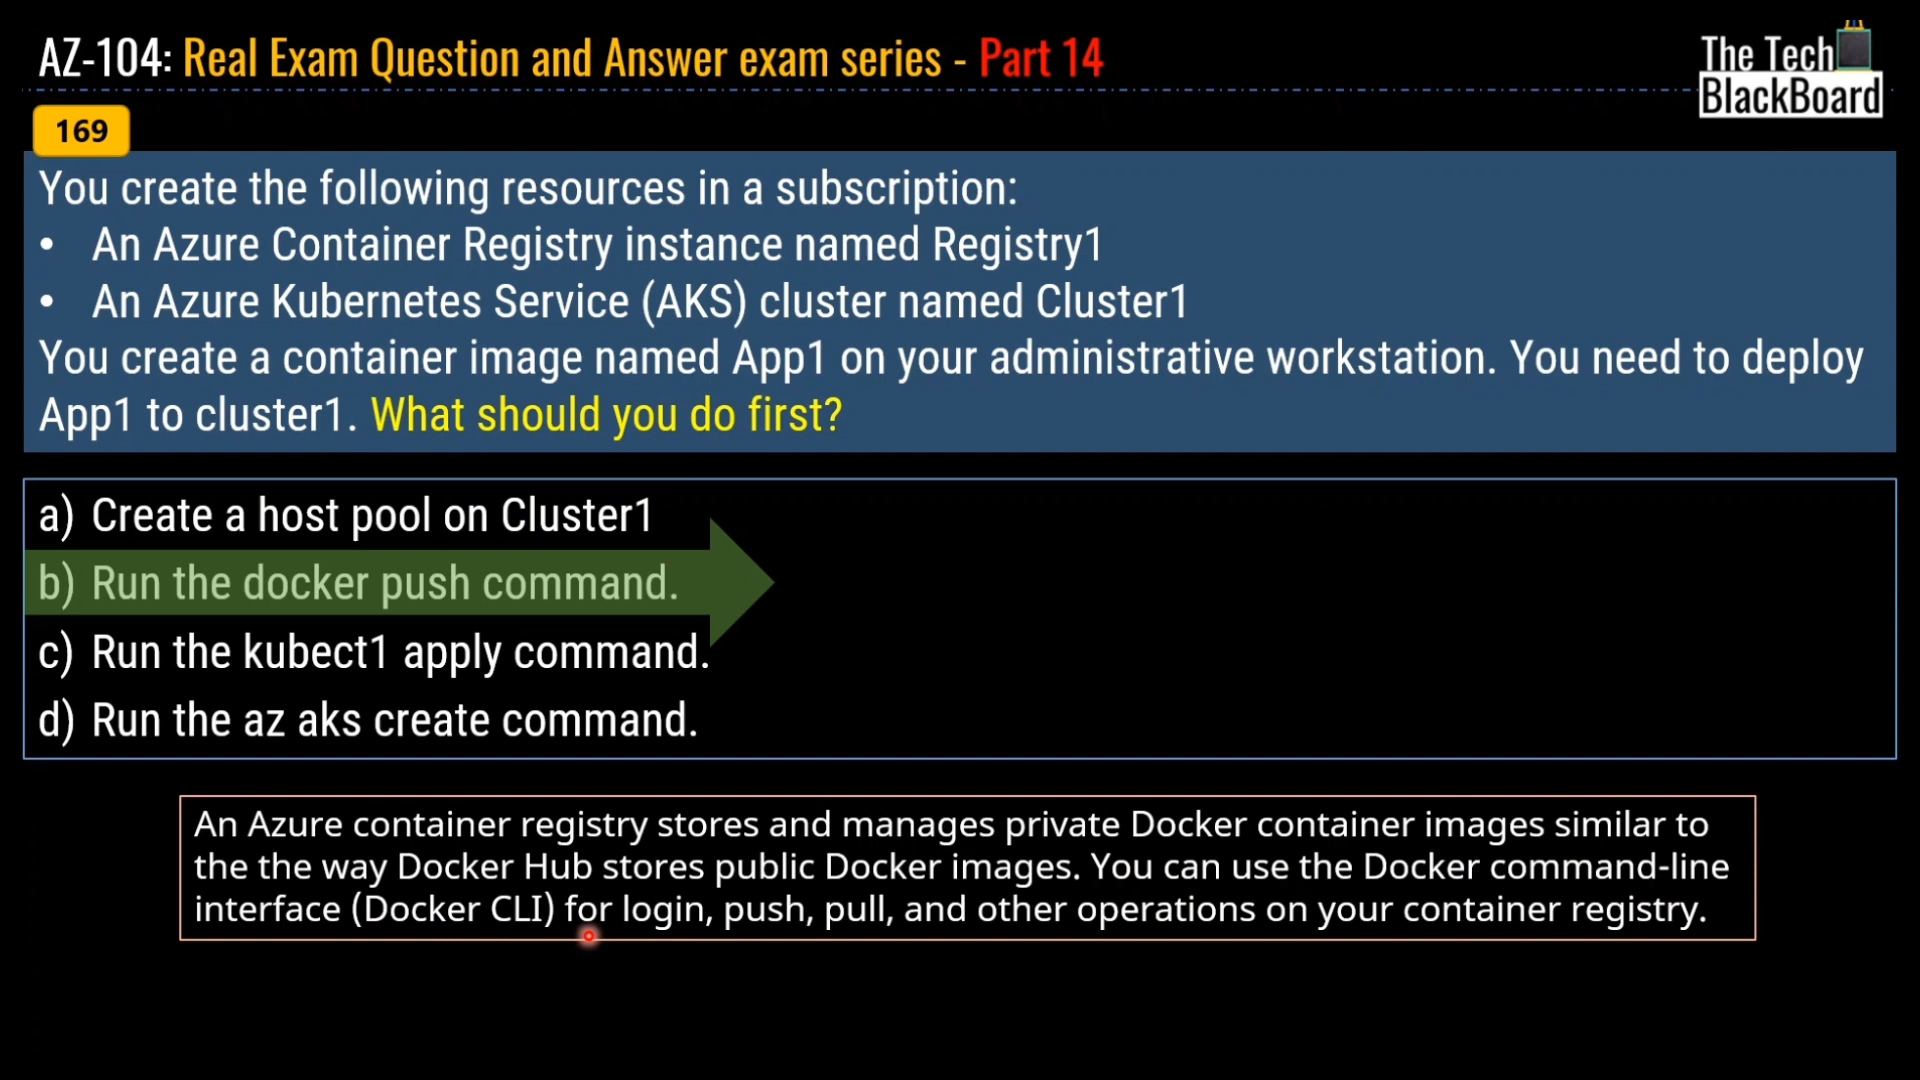 AZ-104: Real Exam Question and Answer exam series - Part 14
The Tech
BlackBoard
169
You create the following resources in a subscription:
• An Azure Container Registry instance named Registry1
• An Azure Kubernetes Service (AKS) cluster named Cluster1
You create a container image named App1 on your administrative workstation. You need to deploy
App1 to cluster1. What should you do first?
a) Create a host pool on Cluster1
b) Run the docker push command.
c) Run the kubect1 apply command.
d) Run the az aks create command.
An Azure container registry stores and manages private Docker container images similar to
the the way Docker Hub stores public Docker images. You can use the Docker command-line
interface (Docker CLI) for login, push, pull, and other operations on your container registry.